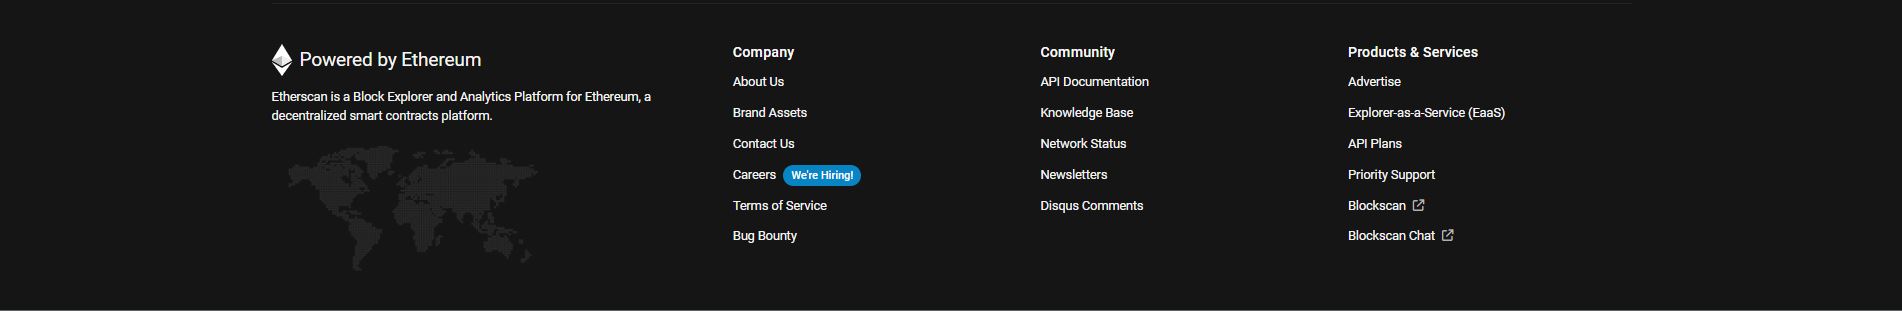 Powered by Ethereum
Etherscan is a Block Explorer and Analytics Platform for Ethereum, a
decentralized smart contracts platform.
Company
About Us
Brand Assets
Contact Us
Careers We're Hiring!
Terms of Service
Bug Bounty
Community
API Documentation
Knowledge Base
Network Status
Newsletters
Disqus Comments
Products & Services
Advertise
Explorer-as-a-Service (EaaS)
API Plans
Priority Support
Blockscan
Blockscan Chat